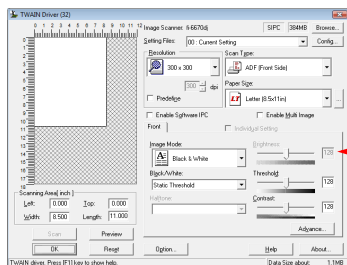 TWAIN Driver (32)
0 1 2 3 4 5 6 7 8 9 10 11 12
Image Scanner: fi-6670dj
SIPC
384MB
Browse...
Setting Files:
00 : Current Setting
Config...
Resolution
300 x 300
300 dpi
Predefine
Scan Type:
ADF (Front Side)
Paper Size:
Letter (8.5x11in)
...
Enable Software IPC
Enable Multi Image
Front
Individual Setting
Image Mode:
Black & White
Black/White:
Static Threshold
Halftone:
Brightness:
128
Threshold:
128
Contrast:
128
Advance...
Scanning Area[ inch ]
Left: 0.000 Top: 0.000
Width: 8.500 Length: 11.000
Scan
Preview
OK
Reset
Option...
Help
About...
TWAIN driver. Press [F1] key to show help.
Data Size about: 1.1MB